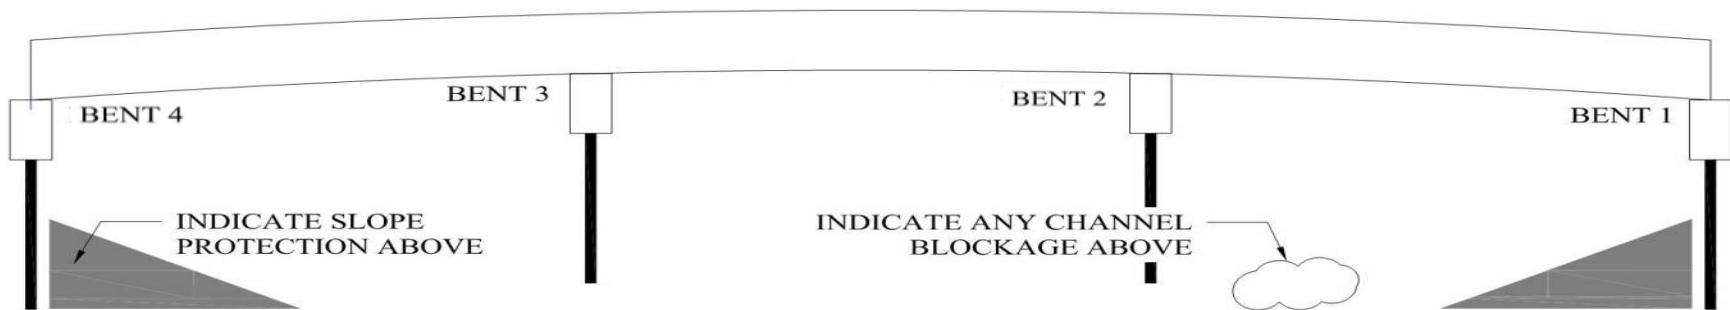 BENT 3
BENT 2
BENT 4
BENT 1
INDICATE SLOPE
PROTECTION ABOVE
INDICATE ANY CHANNEL
BLOCKAGE ABOVE